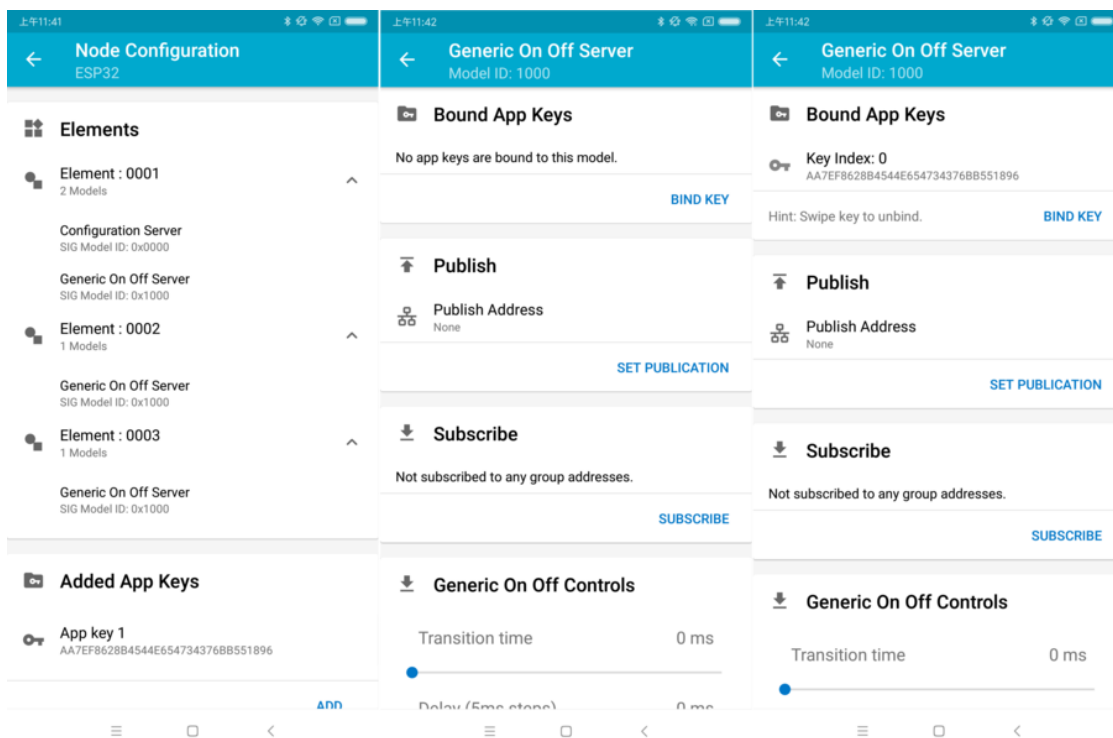 上午11:41
Node Configuration
ESP32
Elements
Element : 0001
2 Models
Configuration Server
SIG Model ID: 0x0000
Generic On Off Server
SIG Model ID: 0x1000
Element : 0002
1 Models
Generic On Off Server
SIG Model ID: 0x1000
Element : 0003
1 Models
Generic On Off Server
SIG Model ID: 0x1000
Added App Keys
App key 1
AA7EF8628B4544E654734376BB551896
ADD
上午11:42
Generic On Off Server
Model ID: 1000
Bound App Keys
No app keys are bound to this model.
BIND KEY
Publish
Publish Address
None
SET PUBLICATION
Subscribe
Not subscribed to any group addresses.
SUBSCRIBE
Generic On Off Controls
Transition time 0 ms
Delay (5ms steps) 0 ms
上午11:42
Generic On Off Server
Model ID: 1000
Bound App Keys
Key Index: 0
AA7EF8628B4544E654734376BB551896
Hint: Swipe key to unbind. BIND KEY
Publish
Publish Address
None
SET PUBLICATION
Subscribe
Not subscribed to any group addresses.
SUBSCRIBE
Generic On Off Controls
Transition time 0 ms